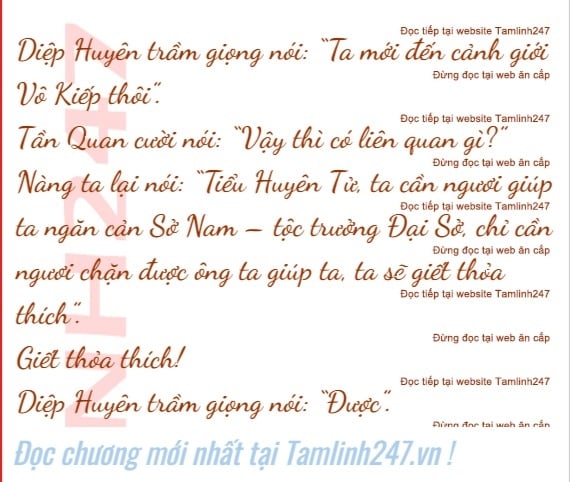 Đọc tiếp tại website Tamlinh247
Diệp Huyên trầm giọng nói: “Ta mới đến cảnh giới
Đừng đọc tại web ăn cắp
Vô Kiếp thôi”.
Đọc tiếp tại website Tamlinh247
Tần Quan cười nói: “Vậy thì có liên quan gì?”
Đừng đọc tại web ăn cắp
Nàng ta lại nói: “Tiểu Huyên Tử, ta cần ngươi giúp
Đọc tiếp tại website Tamlinh247
ta ngăn cản Sở Nam – tộc trưởng Đại Sở, chỉ cần
Đừng đọc tại web ăn cắp
ngươi chặn được ông ta giúp ta, ta sẽ giết thỏa
Đọc tiếp tại website Tamlinh247
thích”.
Đừng đọc tại web ăn cắp
Giết thỏa thích!
Đọc tiếp tại website Tamlinh247
Diệp Huyên trầm giọng nói: “Được”.
Đừng đọc tại web ăn cắp
NH247
Đọc chương mới nhất tại Tamlinh247.vn !